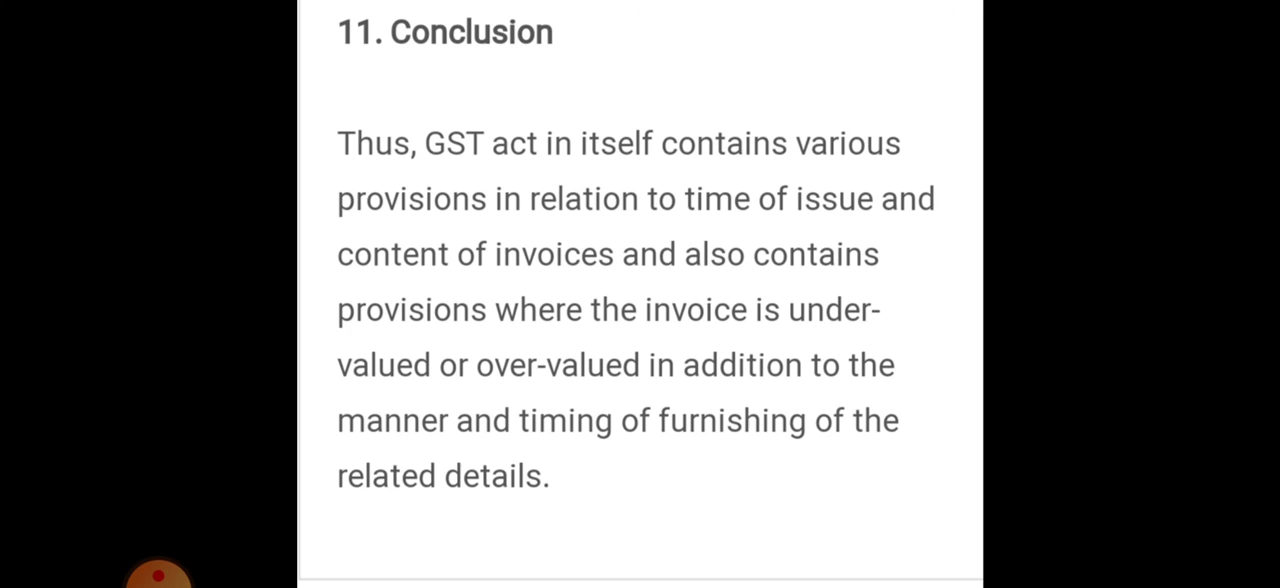 11. Conclusion
Thus, GST act in itself contains various
provisions in relation to time of issue and
content of invoices and also contains
provisions where the invoice is under-
valued or over-valued in addition to the
manner and timing of furnishing of the
related details.